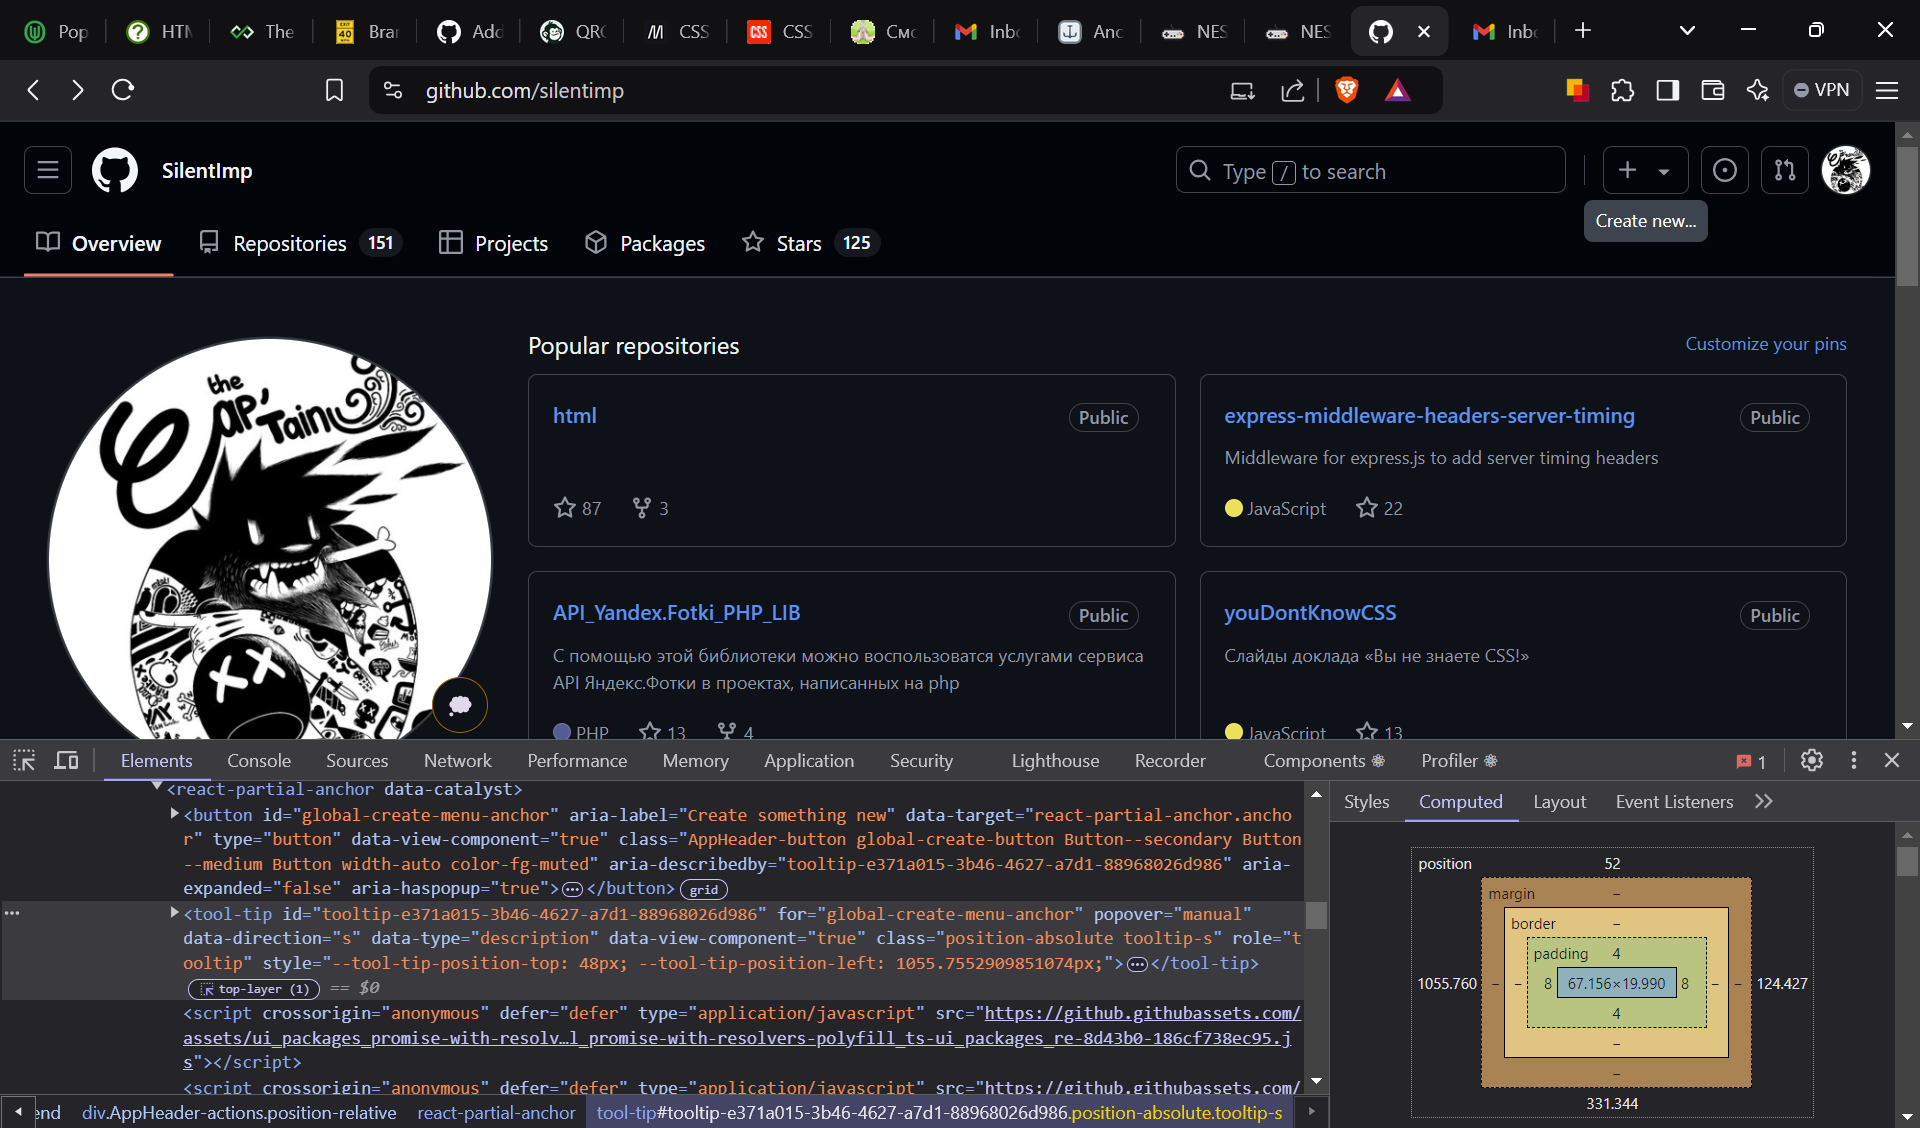 Pop
HTM
The
EXIT 40 Brar
Add
QRC
CSS
CSS CSS
Смо
Inbo
Anc
NES
NES
Inbo
github.com/silentimp
VPN
SilentImp
Type / to search
Create new...
Overview
Repositories 151
Projects
Packages
Stars 125
the
Cap'
Tain
Popular repositories
Customize your pins
html
Public
87
3
express-middleware-headers-server-timing
Public
Middleware for express.js to add server timing headers
JavaScript
22
API_Yandex.Fotki_PHP_LIB
Public
С помощью этой библиотеки можно воспользоватся услугами сервиса
API Яндекс.Фотки в проектах, написанных на php
PHP
13
4
youDontKnowCSS
Public
Слайды доклада «Вы не знаете CSS!»
JavaScript
13
Elements
Console
Sources
Network
Performance
Memory
Application
Security
Lighthouse
Recorder
Components
Profiler
1
<react-partial-anchor data-catalyst>
<button id="global-create-menu-anchor" aria-label="Create something new" data-target="react-partial-anchor.ancho
r" type="button" data-view-component="true" class="AppHeader-button global-create-button Button--secondary Button
--medium Button width-auto color-fg-muted" aria-describedby="tooltip-e371a015-3b46-4627-a7d1-88968026d986" aria-
expanded="false" aria-haspopup="true">…</button> grid
<tool-tip id="tooltip-e371a015-3b46-4627-a7d1-88968026d986" for="global-create-menu-anchor" popover="manual"
data-direction="s" data-type="description" data-view-component="true" class="position-absolute tooltip-s" role="t
ooltip" style="--tool-tip-position-top: 48px; --tool-tip-position-left: 1055.7552909851074px;">…</tool-tip>
top-layer (1) == $0
<script crossorigin="anonymous" defer="defer" type="application/javascript" src="https://github.githubassets.com/
assets/ui_packages_promise-with-resolv…l_promise-with-resolvers-polyfill_ts-ui_packages_re-8d43b0-186cf738ec95.j
s"></script>
<script crossorigin="anonymous" defer="defer" type="application/javascript" src="https://github.githubassets.com/
end
div.AppHeader-actions.position-relative
react-partial-anchor
tool-tip#tooltip-e371a015-3b46-4627-a7d1-88968026d986.position-absolute.tooltip-s
Styles
Computed
Layout
Event Listeners
position
52
margin
–
border
–
padding
4
1055.760
–
–
8
67.156×19.990
8
–
–
124.427
4
–
–
331.344